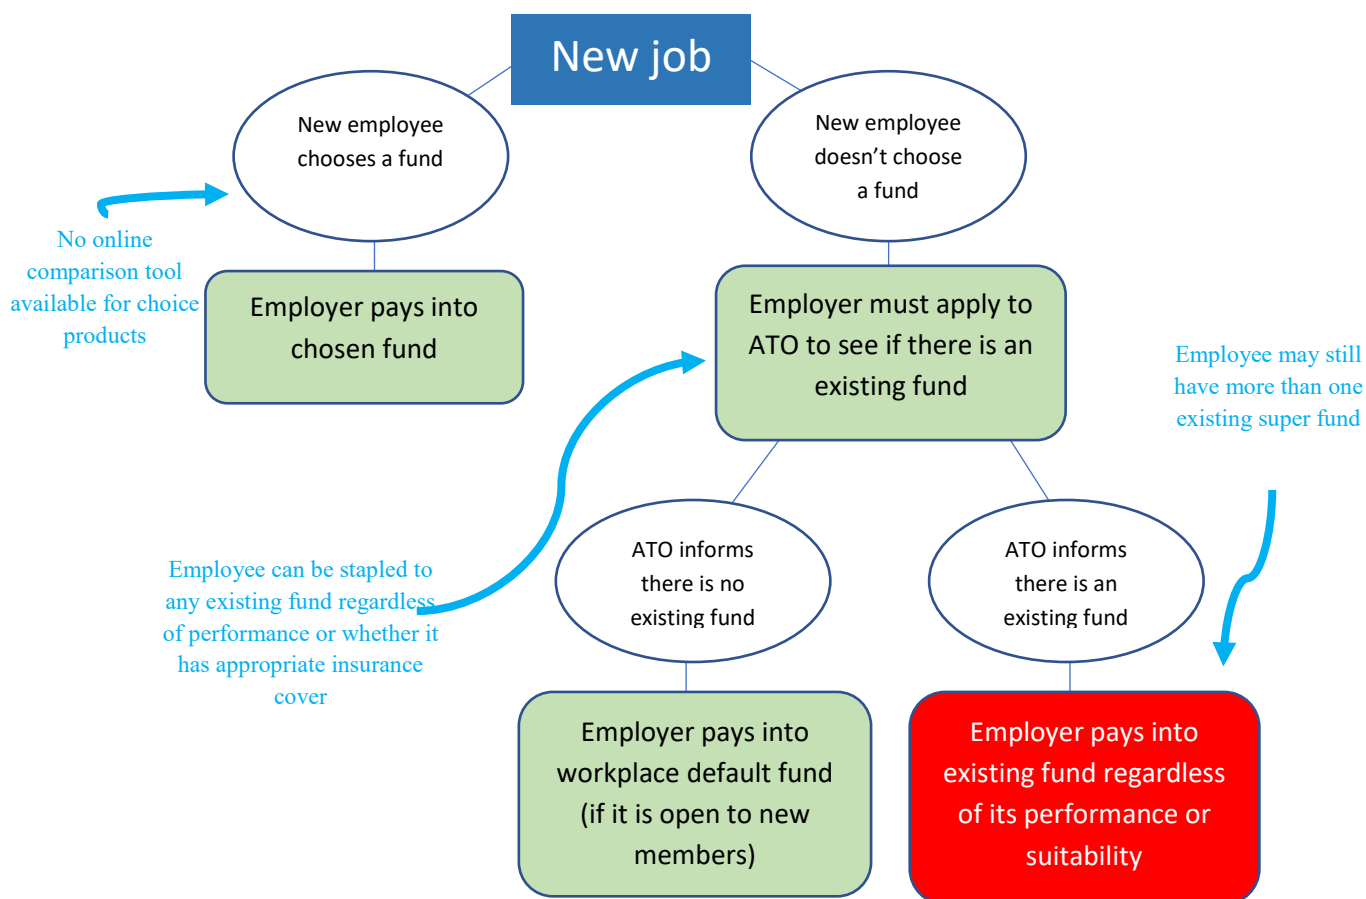 New job
New employee
chooses a fund
New employee
doesn’t choose
a fund
No online
comparison tool
available for choice
products
Employer pays into
chosen fund
Employer must apply to
ATO to see if there is an
existing fund
Employee may still
have more than one
existing super fund
Employee can be stapled to
any existing fund regardless
of performance or whether it
has appropriate insurance
cover
ATO informs
there is no
existing fund
ATO informs
there is an
existing fund
Employer pays into
workplace default fund
(if it is open to new
members)
Employer pays into
existing fund regardless
of its performance or
suitability